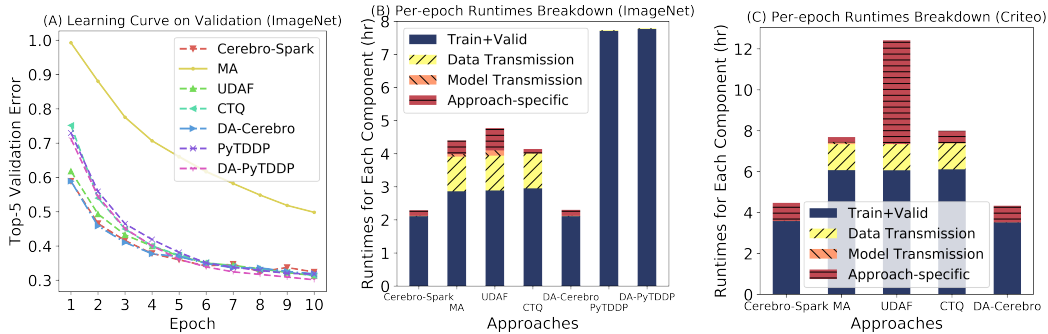 (A) Learning Curve on Validation (ImageNet)
Top-5 Validation Error
1.0
0.9
0.8
0.7
0.6
0.5
0.4
0.3
Cerebro-Spark
MA
UDAF
CTQ
DA-Cerebro
PyTDDP
DA-PyTDDP
1 2 3 4 5 6 7 8 9 10
Epoch
(B) Per-epoch Runtimes Breakdown (ImageNet)
Runtimes for Each Component (hr)
8
7
6
5
4
3
2
1
0
Train+Valid
Data Transmission
Model Transmission
Approach-specific
Cerebro-Spark UDAF DA-Cerebro DA-PyTDDP
MA CTQ PyTDDP
Approaches
(C) Per-epoch Runtimes Breakdown (Criteo)
Runtimes for Each Component (hr)
12
10
8
6
4
2
0
Train+Valid
Data Transmission
Model Transmission
Approach-specific
Cerebro-Spark MA UDAF CTQ DA-Cerebro
Approaches